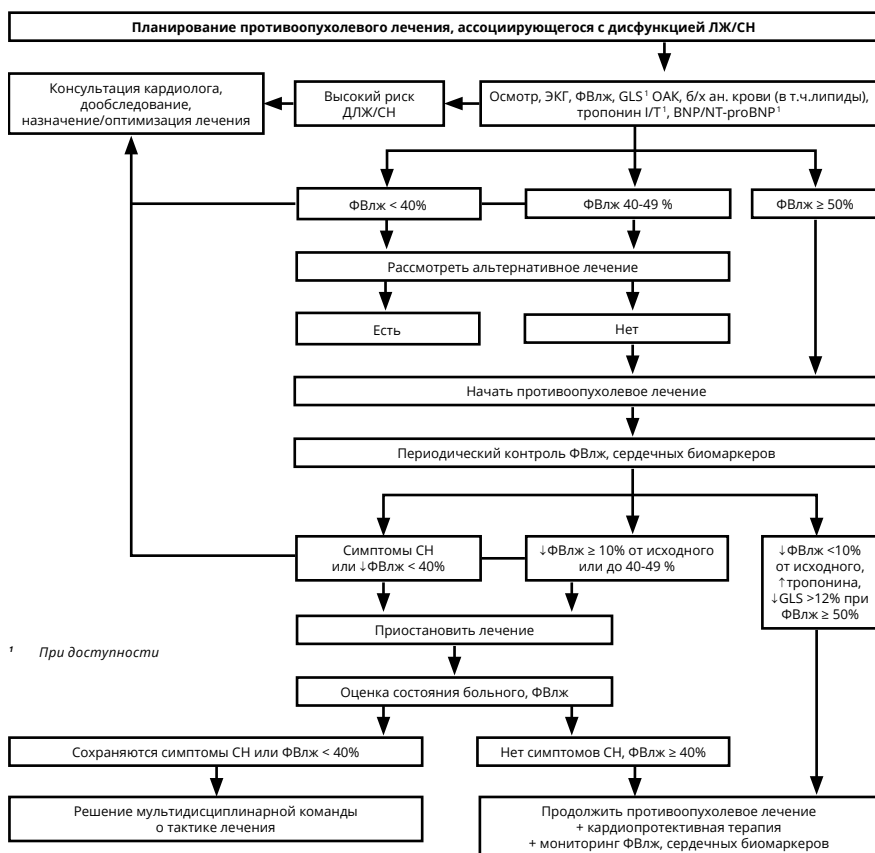 Планирование противоопухолевого лечения, ассоциирующегося с дисфункцией ЛЖ/СН
Консультация кардиолога,
дообследование,
назначение/оптимизация лечения
Высокий риск
ДЛЖ/СН
Осмотр, ЭКГ, ФВлж, GLS¹ ОАК, б/х ан. крови (в т.ч.липиды),
тропонин I/T¹, BNP/NT-proBNP¹
ФВлж < 40%
ФВлж 40-49 %
ФВлж ≥ 50%
Рассмотреть альтернативное лечение
Есть
Нет
Начать противоопухолевое лечение
Периодический контроль ФВлж, сердечных биомаркеров
Симптомы СН
или ↓ФВлж < 40%
↓ФВлж ≥ 10% от исходного
или до 40-49 %
↓ФВлж <10%
от исходного,
↑тропонина,
↓GLS >12% при
ФВлж ≥ 50%
Приостановить лечение
¹ При доступности
Оценка состояния больного, ФВлж
Сохраняются симптомы СН или ФВлж < 40%
Нет симптомов СН, ФВлж ≥ 40%
Решение мультидисциплинарной команды
о тактике лечения
Продолжить противоопухолевое лечение
+ кардиопротективная терапия
+ мониторинг ФВлж, сердечных биомаркеров